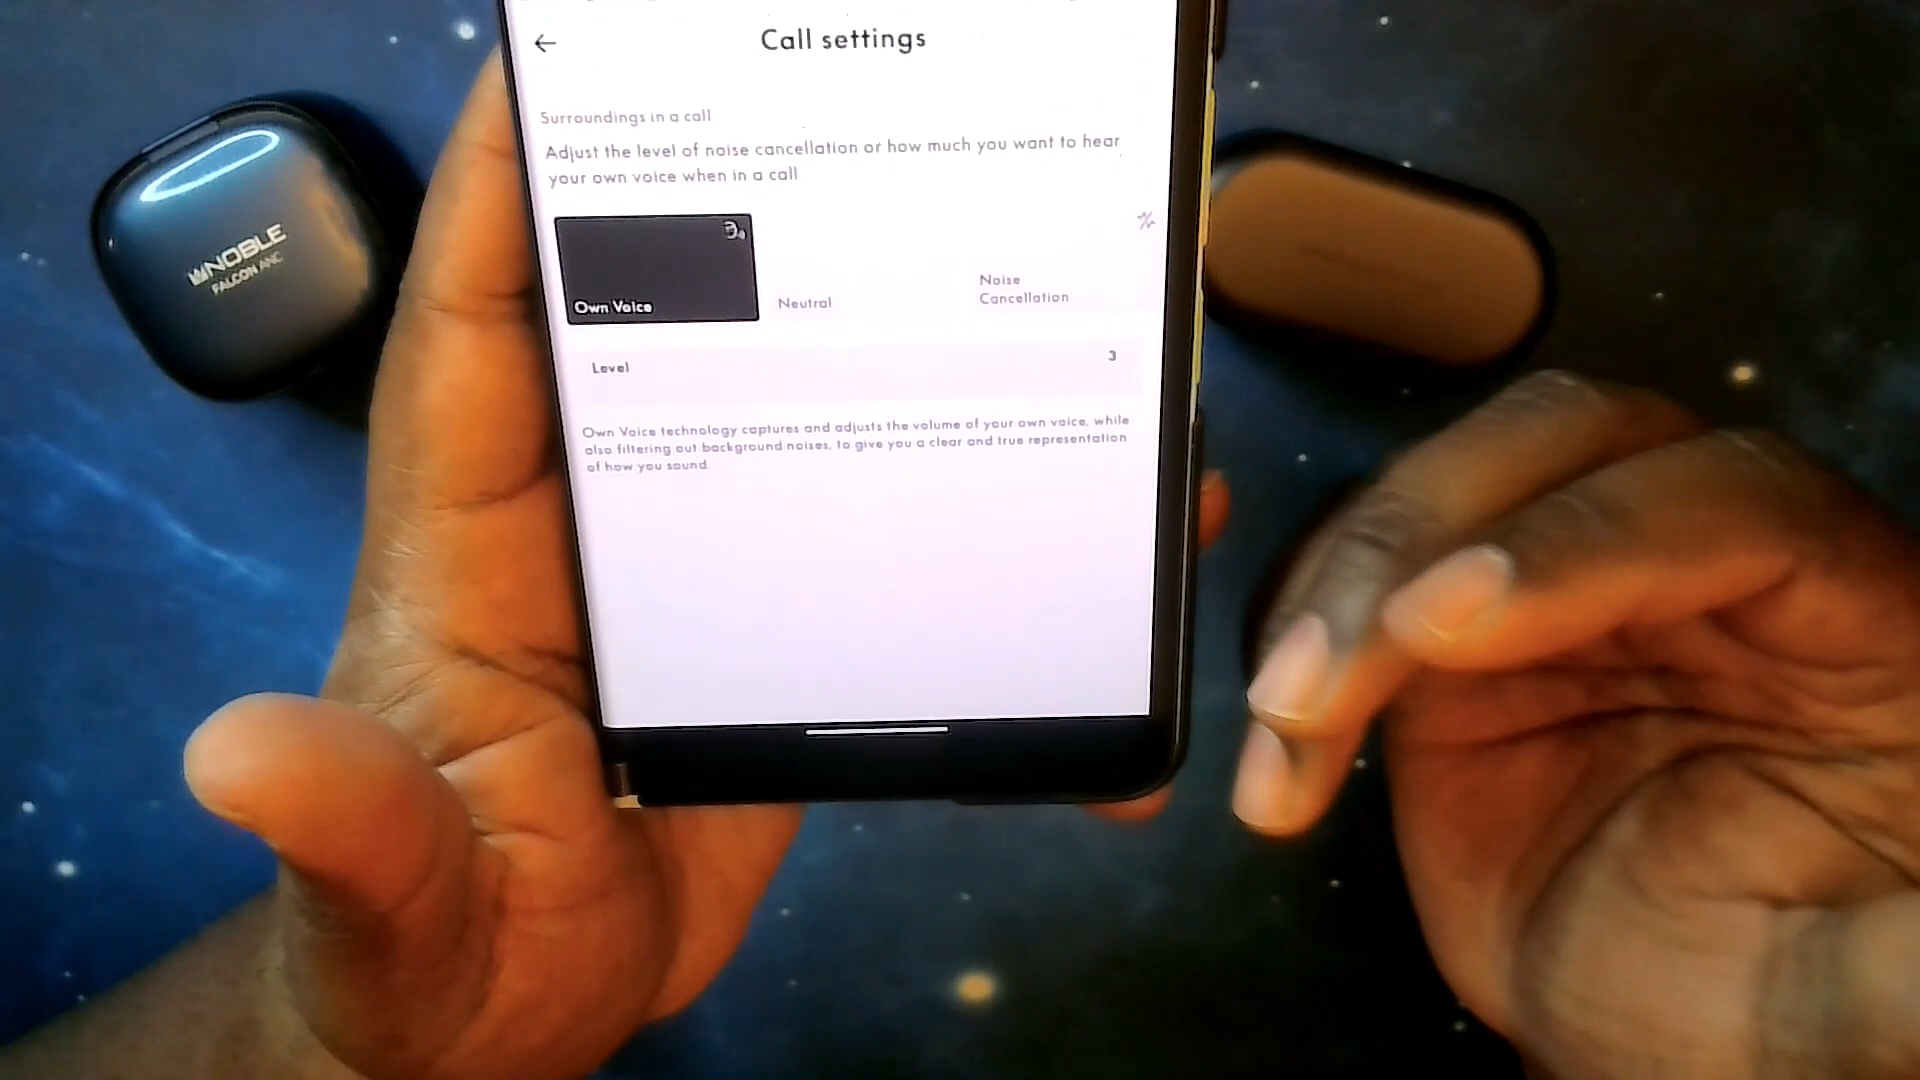 Call settings
Surroundings in a call
Adjust the level of noise cancellation or how much you want to hear
your own voice when in a call
Own Voice
Neutral
Noise
Cancellation
Level
3
Own Voice technology captures and adjusts the volume of your own voice, while
also filtering out background noises, to give you a clear and true representation
of how you sound.
NOBLE
FALCON ANC